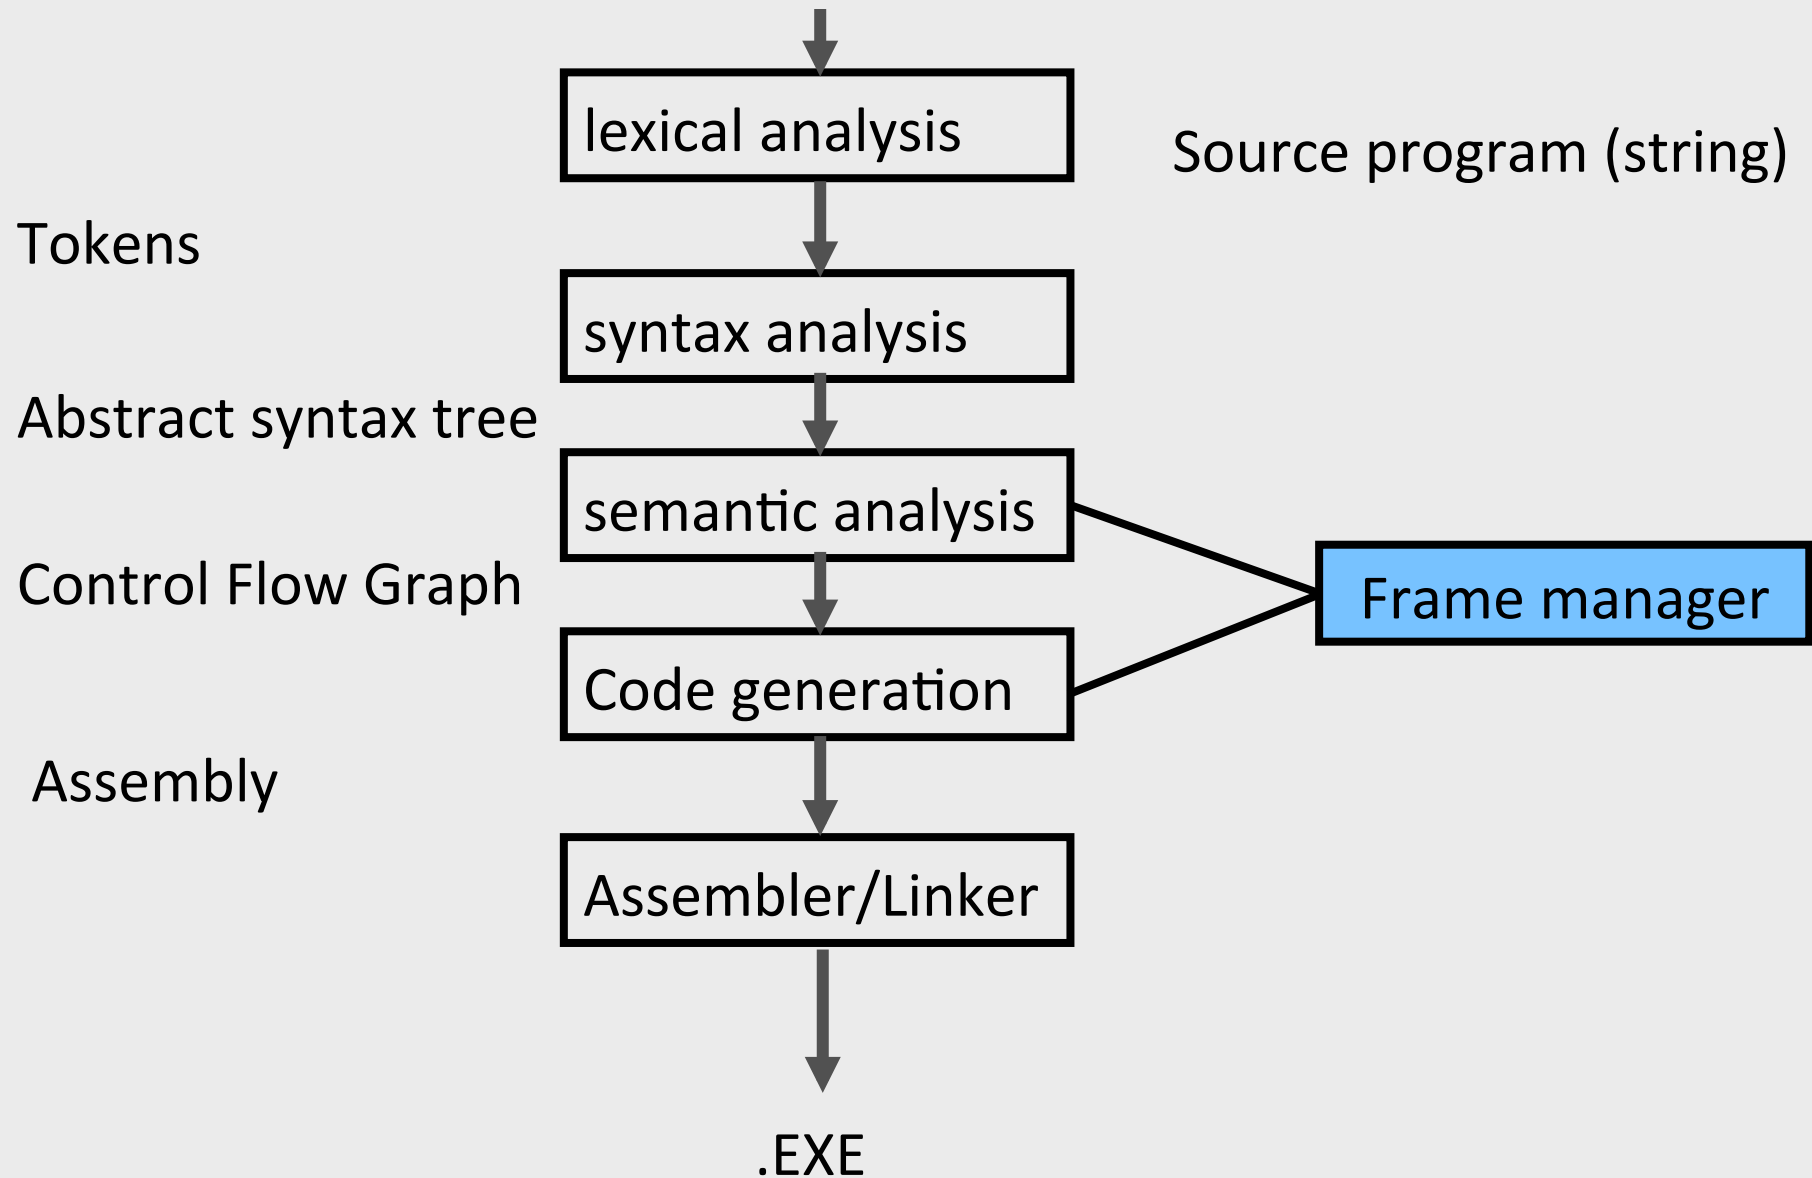 lexical analysis
Source program (string)
Tokens
syntax analysis
Abstract syntax tree
semantic analysis
Control Flow Graph
Frame manager
Code generation
Assembly
Assembler/Linker
.EXE